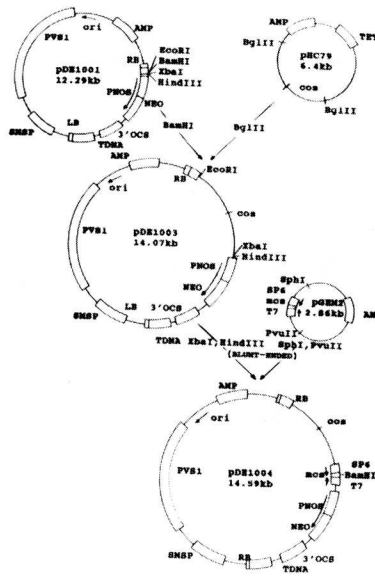 AMP
ori
PVS1
RB
EcoRI
BamHI
XbaI
HindIII
pDE1001
12.29kb
PNOS
NEO
LB
SMSP
3'OCS
TDNA
BamHI
AMP
TET
BglII
pHC79
6.4kb
cos
BglII
BglII
AMP
RB
EcoRI
ori
cos
PVS1
pDE1003
14.07kb
XbaI
HindIII
PNOS
NEO
LB
3'OCS
SMSP
TDNA
XbaI,HindIII
(BLUNT-ENDED)
SphI
SP6
mcs
T7
pGEM2
2.86kb
AM
PvuII
SphI,PvuII
AMP
RB
ori
cos
PVS1
pDE1004
14.59kb
SP6
mcs
BamHI
T7
PNOS
NEO
SMSP
RB
3'OCS
TDNA